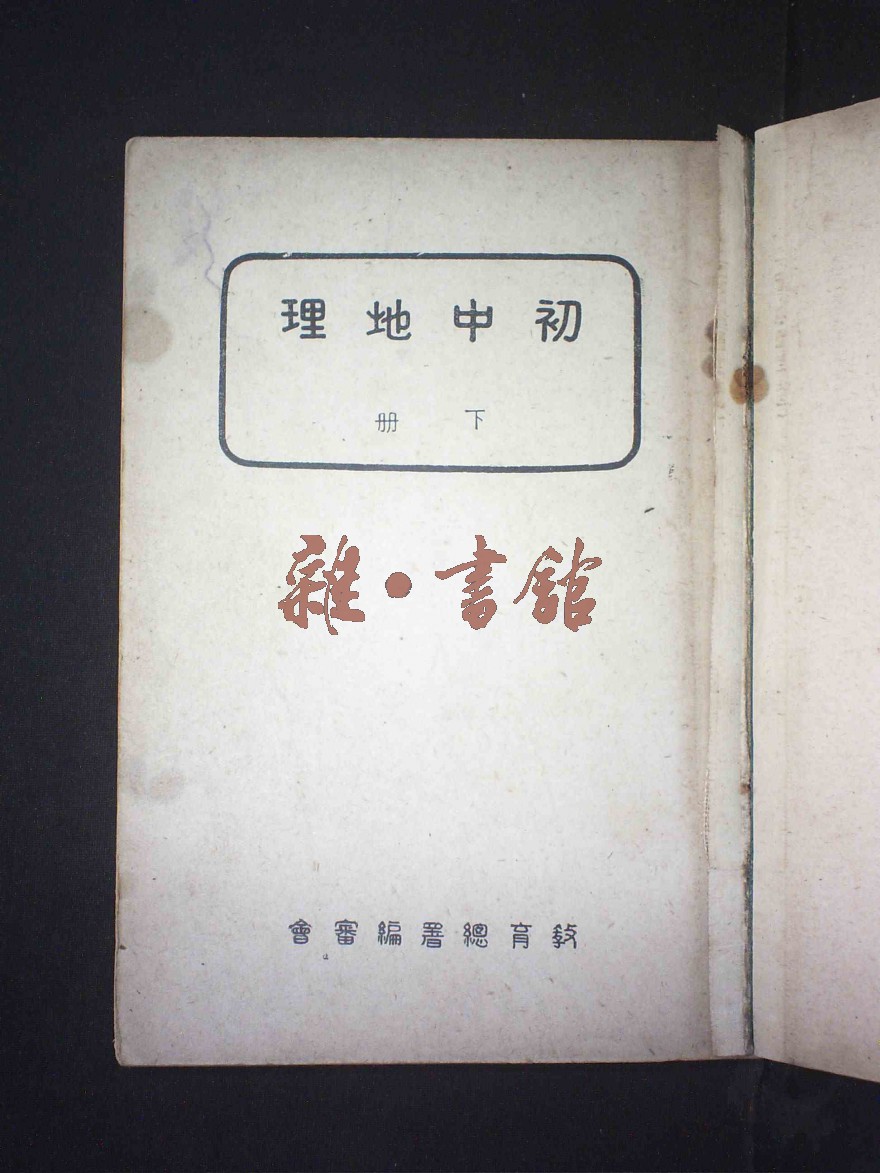 初中地理
下册
雜·書館
教育總署編審會